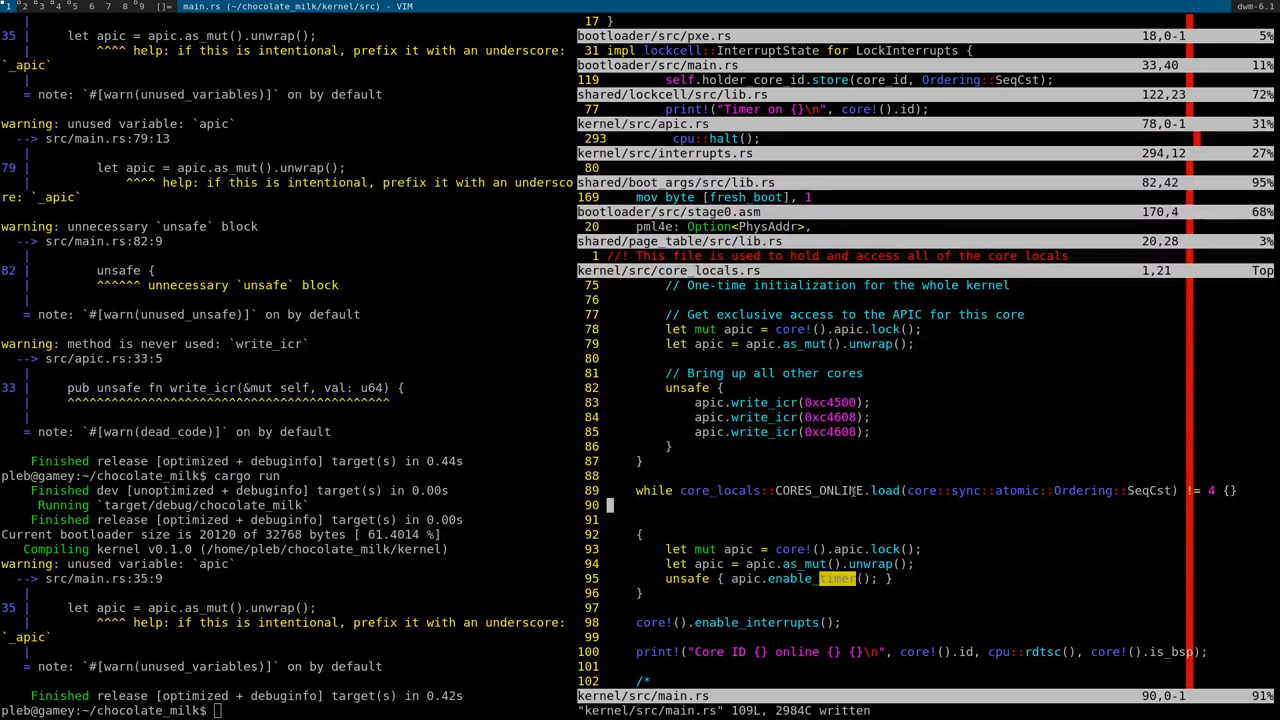 1 2 3 4 5 6 7 8 9 []= main.rs (~/chocolate_milk/kernel/src) - VIM dwm-6.1
   |
35 |     let apic = apic.as_mut().unwrap();
   |         ^^^^ help: if this is intentional, prefix it with an underscore:
`_apic`
   |
   = note: `#[warn(unused_variables)]` on by default

warning: unused variable: `apic`
  --> src/main.rs:79:13
   |
79 |         let apic = apic.as_mut().unwrap();
   |             ^^^^ help: if this is intentional, prefix it with an undersco
re: `_apic`

warning: unnecessary `unsafe` block
  --> src/main.rs:82:9
   |
82 |         unsafe {
   |         ^^^^^^ unnecessary `unsafe` block
   |
   = note: `#[warn(unused_unsafe)]` on by default

warning: method is never used: `write_icr`
  --> src/apic.rs:33:5
   |
33 |     pub unsafe fn write_icr(&mut self, val: u64) {
   |     ^^^^^^^^^^^^^^^^^^^^^^^^^^^^^^^^^^^^^^^^^^^^
   |
   = note: `#[warn(dead_code)]` on by default

    Finished release [optimized + debuginfo] target(s) in 0.44s
pleb@gamey:~/chocolate_milk$ cargo run
    Finished dev [unoptimized + debuginfo] target(s) in 0.00s
     Running `target/debug/chocolate_milk`
    Finished release [optimized + debuginfo] target(s) in 0.00s
Current bootloader size is 20120 of 32768 bytes [ 61.4014 %]
   Compiling kernel v0.1.0 (/home/pleb/chocolate_milk/kernel)
warning: unused variable: `apic`
  --> src/main.rs:35:9
   |
35 |     let apic = apic.as_mut().unwrap();
   |         ^^^^ help: if this is intentional, prefix it with an underscore:
`_apic`
   |
   = note: `#[warn(unused_variables)]` on by default

    Finished release [optimized + debuginfo] target(s) in 0.42s
pleb@gamey:~/chocolate_milk$
17 }
bootloader/src/pxe.rs 18,0-1 5%
31 impl lockcell::InterruptState for LockInterrupts {
bootloader/src/main.rs 33,40 11%
119         self.holder_core_id.store(core_id, Ordering::SeqCst);
shared/lockcell/src/lib.rs 122,23 72%
77         print!("Timer on {}\n", core!().id);
kernel/src/apic.rs 78,0-1 31%
293         cpu::halt();
kernel/src/interrupts.rs 294,12 27%
80
shared/boot_args/src/lib.rs 82,42 95%
169     mov byte [fresh_boot], 1
bootloader/src/stage0.asm 170,4 68%
20     pml4e: Option<PhysAddr>,
shared/page_table/src/lib.rs 20,28 3%
1 //! This file is used to hold and access all of the core locals
kernel/src/core_locals.rs 1,21 Top
75         // One-time initialization for the whole kernel
76
77         // Get exclusive access to the APIC for this core
78         let mut apic = core!().apic.lock();
79         let apic = apic.as_mut().unwrap();
80
81         // Bring up all other cores
82         unsafe {
83             apic.write_icr(0xc4500);
84             apic.write_icr(0xc4608);
85             apic.write_icr(0xc4608);
86         }
87     }
88
89     while core_locals::CORES_ONLINE.load(core::sync::atomic::Ordering::SeqCst) != 4 {}
90
91
92     {
93         let mut apic = core!().apic.lock();
94         let apic = apic.as_mut().unwrap();
95         unsafe { apic.enable_timer(); }
96     }
97
98     core!().enable_interrupts();
99
100     print!("Core ID {} online {} {}\n", core!().id, cpu::rdtsc(), core!().is_bsp);
101
102     /*
kernel/src/main.rs 90,0-1 91%
"kernel/src/main.rs" 109L, 2984C written